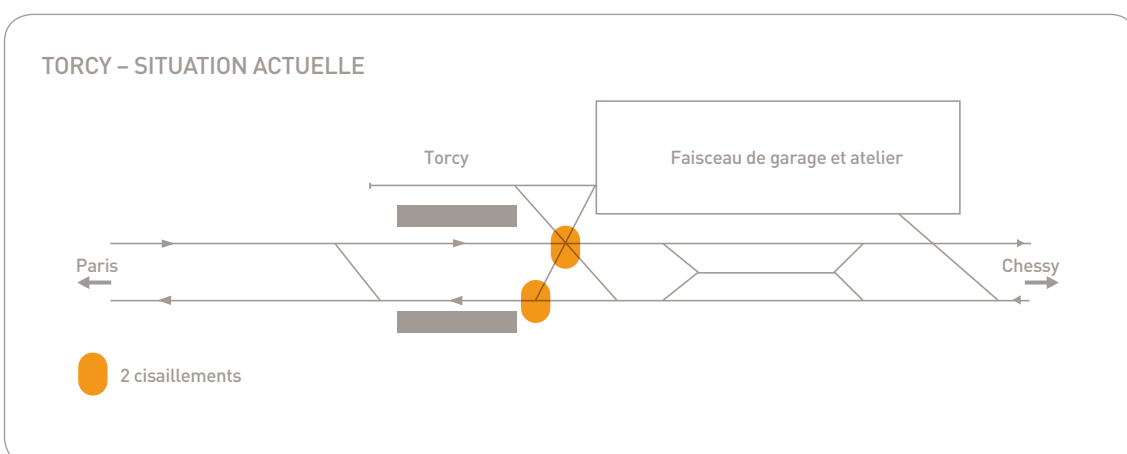 TORCY – SITUATION ACTUELLE
Torcy
Faisceau de garage et atelier
Paris
Chessy
2 cisaillements